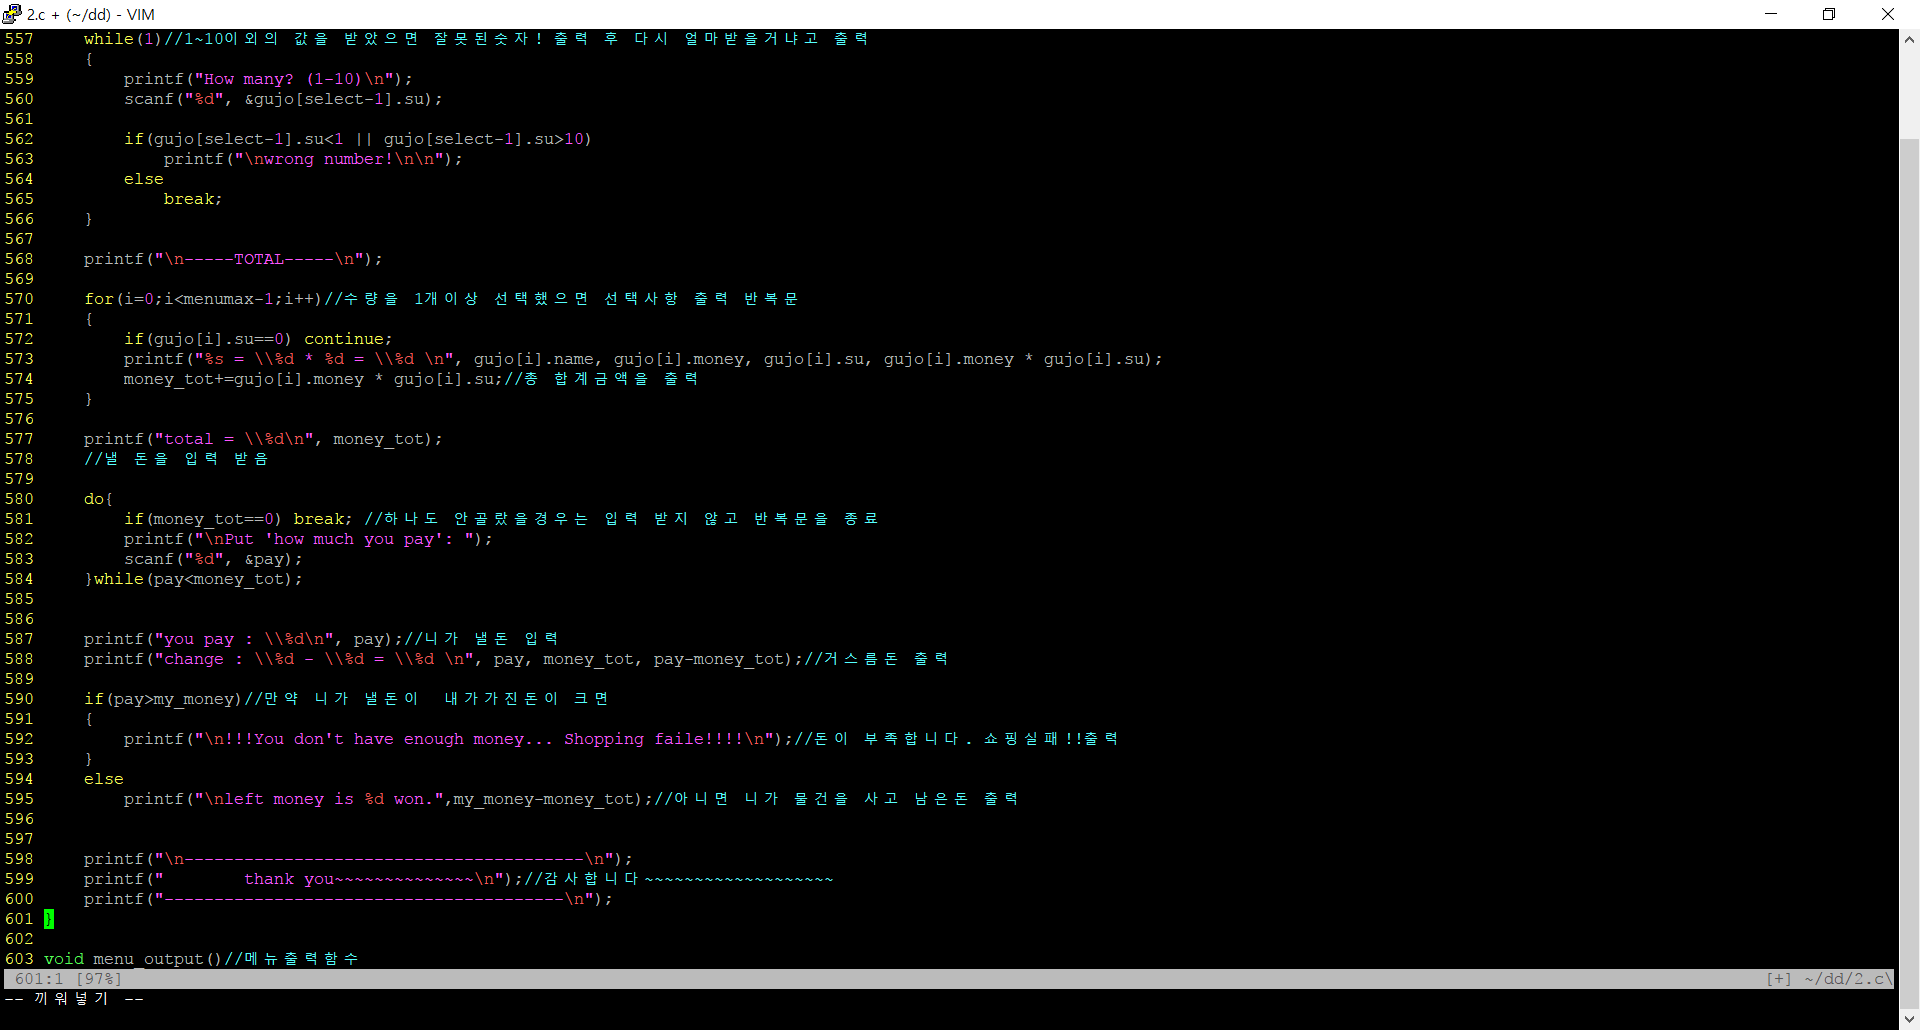 2.c + (~/dd) - VIM
557     while(1)//1~10이외의 값을 받았으면 잘못된숫자! 출력 후 다시 얼마받을거냐고 출력
558     {
559         printf("How many? (1-10)\n");
560         scanf("%d", &gujo[select-1].su);
561
562         if(gujo[select-1].su<1 || gujo[select-1].su>10)
563             printf("\nwrong number!\n\n");
564         else
565             break;
566     }
567
568     printf("\n-----TOTAL-----\n");
569
570     for(i=0;i<menumax-1;i++)//수량을 1개이상 선택했으면 선택사항 출력 반복문
571     {
572         if(gujo[i].su==0) continue;
573         printf("%s = \\%d * %d = \\%d \n", gujo[i].name, gujo[i].money, gujo[i].su, gujo[i].money * gujo[i].su);
574         money_tot+=gujo[i].money * gujo[i].su;//총 합계금액을 출력
575     }
576
577     printf("total = \\%d\n", money_tot);
578     //낼 돈을 입력 받음
579
580     do{
581         if(money_tot==0) break; //하나도 안골랐을경우는 입력 받지 않고 반복문을 종료
582         printf("\nPut 'how much you pay': ");
583         scanf("%d", &pay);
584     }while(pay<money_tot);
585
586
587     printf("you pay : \\%d\n", pay);//니가 낼돈 입력
588     printf("change : \\%d - \\%d = \\%d \n", pay, money_tot, pay-money_tot);//거스름돈 출력
589
590     if(pay>my_money)//만약 니가 낼돈이  내가가진돈이 크면
591     {
592         printf("\n!!!You don't have enough money... Shopping faile!!!!\n");//돈이 부족합니다. 쇼핑실패!!출력
593     }
594     else
595         printf("\nleft money is %d won.",my_money-money_tot);//아니면 니가 물건을 사고 남은돈 출력
596
597
598     printf("\n----------------------------------------\n");
599     printf("        thank you~~~~~~~~~~~~~~\n");//감사합니다~~~~~~~~~~~~~~~~~~~
600     printf("----------------------------------------\n");
601 }
602
603 void menu_output()//메뉴출력함수
601:1 [97%] [+] ~/dd/2.c\
-- 끼워넣기 --